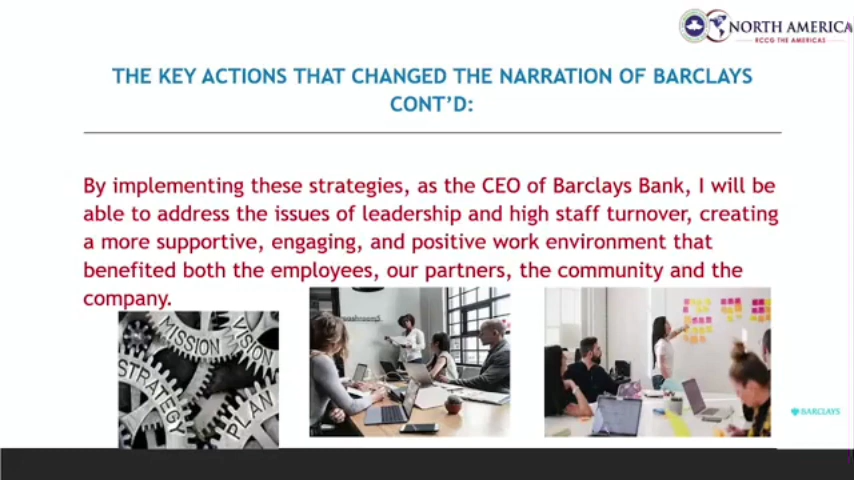 NORTH AMERICA
RCCG THE AMERICAS
THE KEY ACTIONS THAT CHANGED THE NARRATION OF BARCLAYS
CONT'D:
By implementing these strategies, as the CEO of Barclays Bank, I will be
able to address the issues of leadership and high staff turnover, creating
a more supportive, engaging, and positive work environment that
benefited both the employees, our partners, the community and the
company.
MISSION
VISION
STRATEGY
PLAN
BARCLAYS